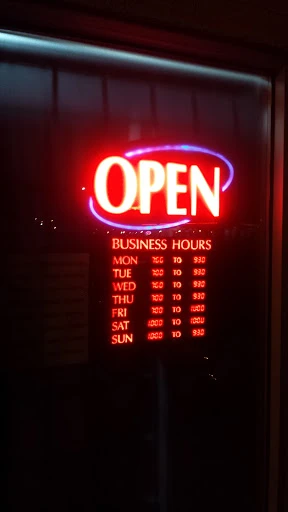 OPEN
BUSINESS HOURS
MON 700 TO 930
TUE 700 TO 930
WED 700 TO 930
THU 700 TO 930
FRI 700 TO 1000
SAT 1000 TO 1000
SUN 1000 TO 930